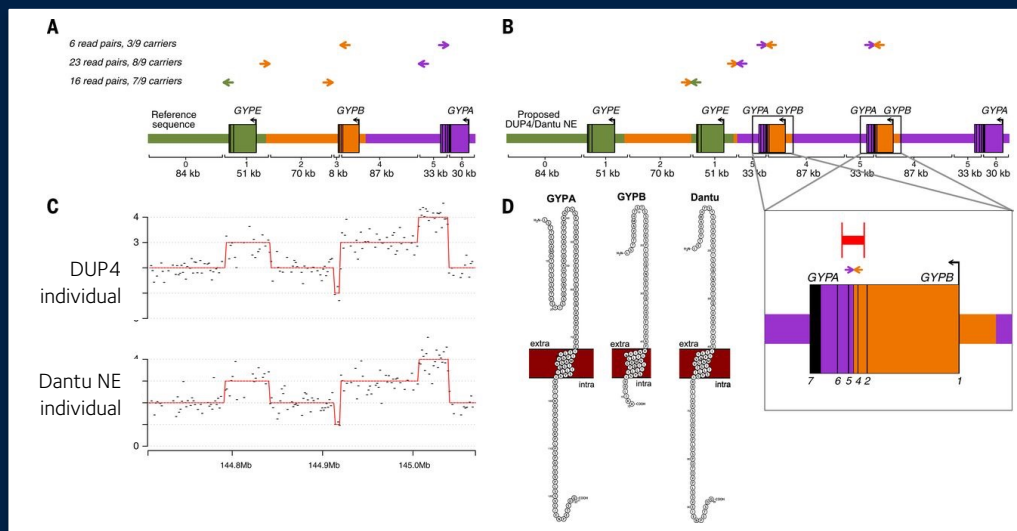 A
6 read pairs, 3/9 carriers
23 read pairs, 8/9 carriers
16 read pairs, 7/9 carriers
Reference
sequence
GYPE
GYPB
GYPA
0
1
2
3
4
5
6
84 kb
51 kb
70 kb
8 kb
87 kb
33 kb
30 kb
B
Proposed
DUP4/Dantu NE
GYPE
GYPE
GYPA
GYPB
GYPA
GYPB
GYPA
0
1
2
1
5
4
5
4
5
6
84 kb
51 kb
70 kb
51 kb
33 kb
87 kb
33 kb
87 kb
33 kb
30 kb
C
4
3
DUP4
individual
Dantu NE
individual
4
3
2
0
144.8Mb
144.9Mb
145.0Mb
D
GYPA
GYPB
Dantu
extra
intra
extra
intra
extra
intra
GYPA
GYPB
7
6
5
4
2
1